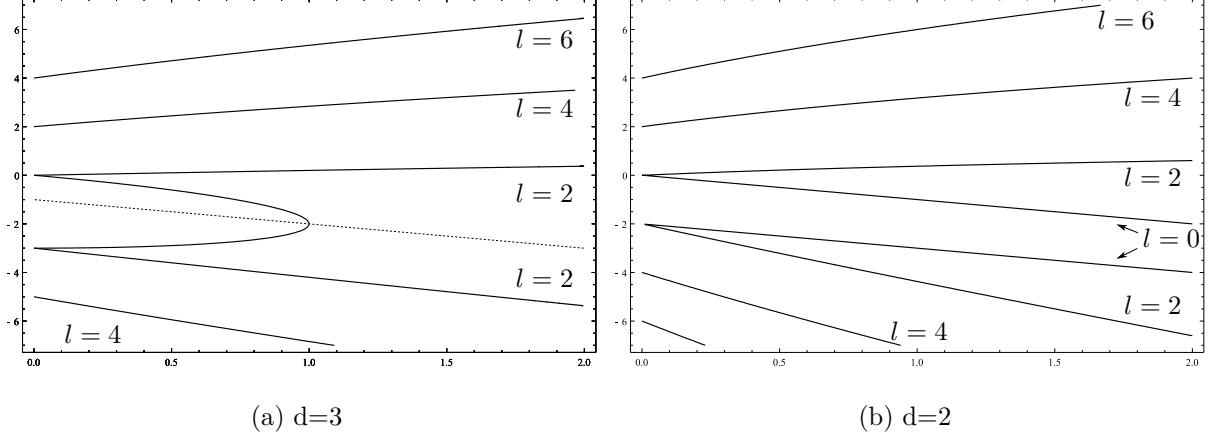 6
4
2
0
- 2
- 4
- 6
0.0 0.5 1.0 1.5 2.0
l = 6
l = 4
l = 2
l = 2
l = 4
(a) d=3
6
4
2
0
- 2
- 4
- 6
0.0 0.5 1.0 1.5 2.0
l = 6
l = 4
l = 2
l = 0
l = 2
l = 4
(b) d=2